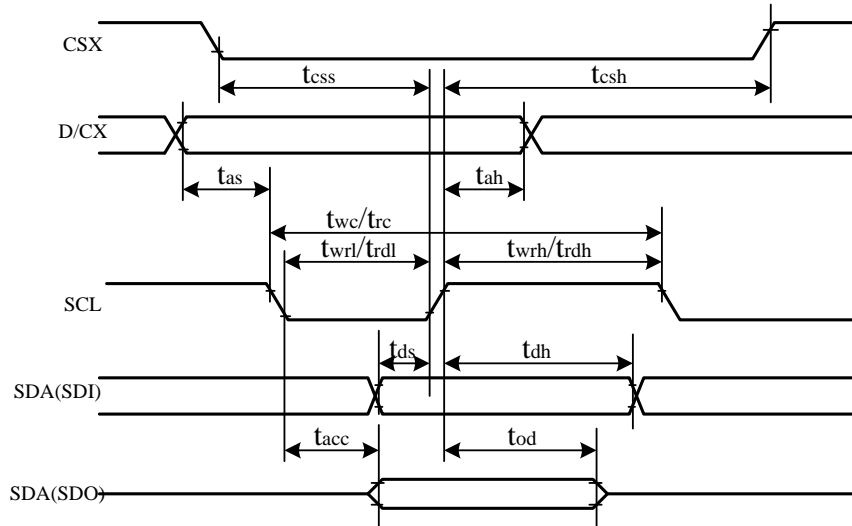 CSX
tcss
tcsh
D/CX
tas
tah
twc/trc
twrl/trdl
twrh/trdh
SCL
tds
tdh
SDA(SDI)
tacc
tod
SDA(SDO)